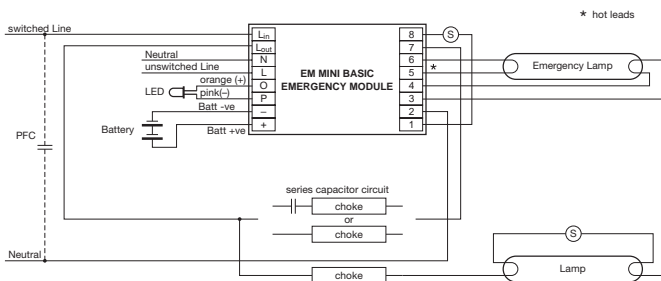 * hot leads
switched Line
Lin
8
S
Lout
7
Neutral
N
6
*
unswitched Line
L
5
orange (+)
O
4
LED
pink(–)
P
3
Batt -ve
–
2
Battery
Batt +ve
+
1
EM MINI BASIC
EMERGENCY MODULE
Emergency Lamp
PFC
series capacitor circuit
choke
or
choke
Neutral
choke
S
Lamp